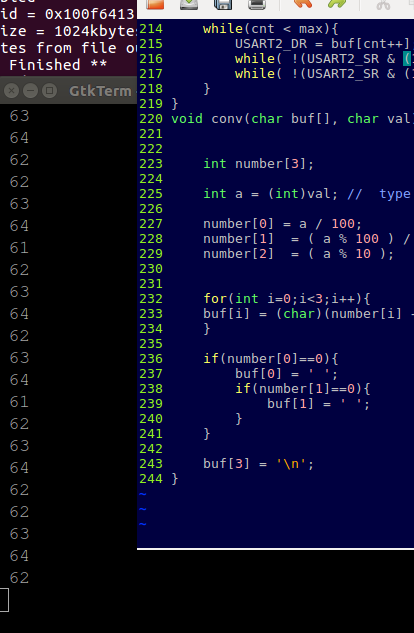 id = 0x100f6413
ize = 1024kbytes
tes from file ou
Finished **
GtkTerm
63
64
62
62
63
64
61
62
62
63
64
62
63
64
61
62
63
64
62
62
63
64
62
214 while(cnt < max){
215 USART2_DR = buf[cnt++]
216 while( !(USART2_SR & (
217 while( !(USART2_SR & (
218 }
219 }
220 void conv(char buf[], char val
221
222
223 int number[3];
224
225 int a = (int)val; // type
226
227 number[0] = a / 100;
228 number[1] = ( a % 100 ) /
229 number[2] = ( a % 10 );
230
231
232 for(int i=0;i<3;i++){
233 buf[i] = (char)(number[i]
234 }
235
236 if(number[0]==0){
237 buf[0] = ' ';
238 if(number[1]==0){
239 buf[1] = ' ';
240 }
241 }
242
243 buf[3] = '\n';
244 }
~
~
~